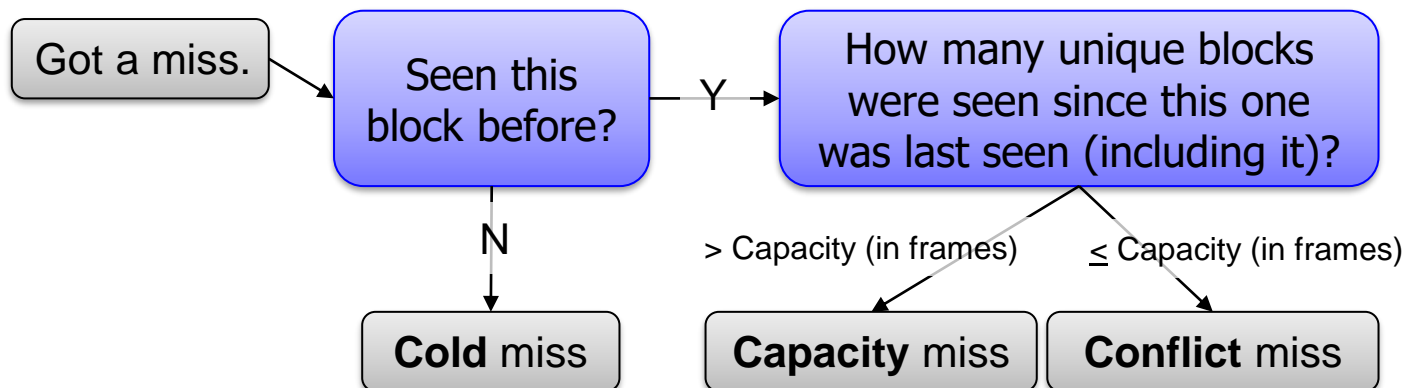 Got a miss.
Seen this
block before?
Y
How many unique blocks
were seen since this one
was last seen (including it)?
N
> Capacity (in frames)
≤ Capacity (in frames)
Cold miss
Capacity miss
Conflict miss